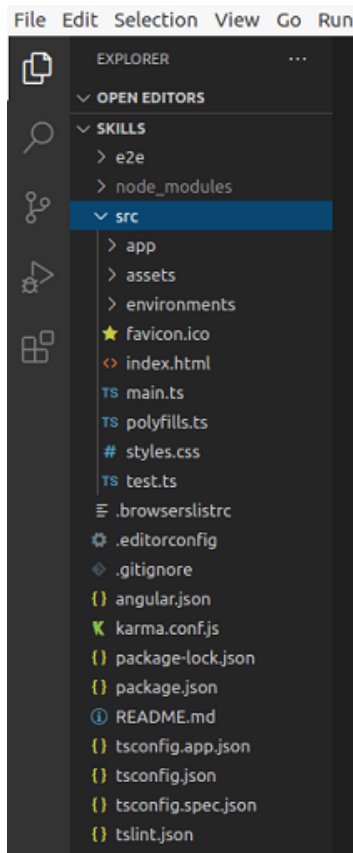 File Edit Selection View Go Run
EXPLORER ...
OPEN EDITORS
SKILLS
e2e
node_modules
src
app
assets
environments
favicon.ico
<> index.html
TS main.ts
TS polyfills.ts
# styles.css
TS test.ts
.browserslistrc
.editorconfig
.gitignore
{} angular.json
K karma.conf.js
{} package-lock.json
{} package.json
README.md
{} tsconfig.app.json
{} tsconfig.json
{} tsconfig.spec.json
{} tslint.json